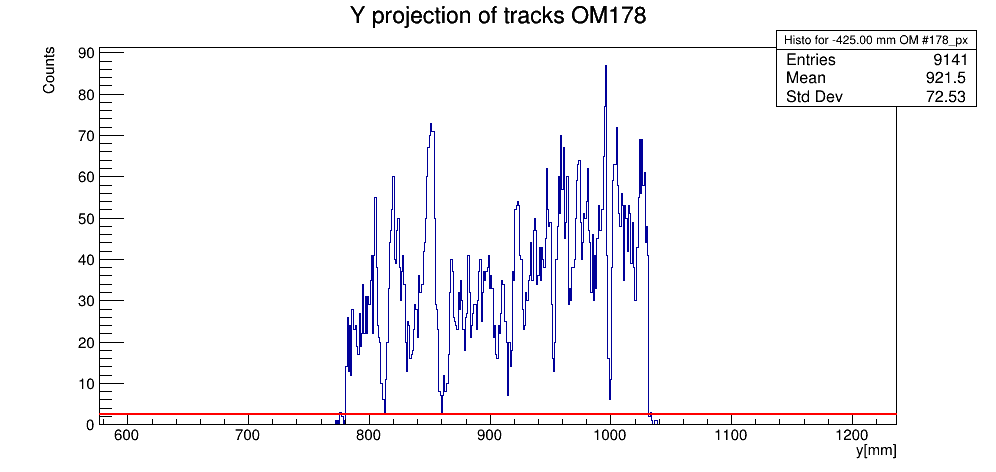 Y projection of tracks OM178
Histo for -425.00 mm OM #178_px
Entries 9141
Mean 921.5
Std Dev 72.53
Counts
90
80
70
60
50
40
30
20
10
0
600 700 800 900 1000 1100 1200
y[mm]